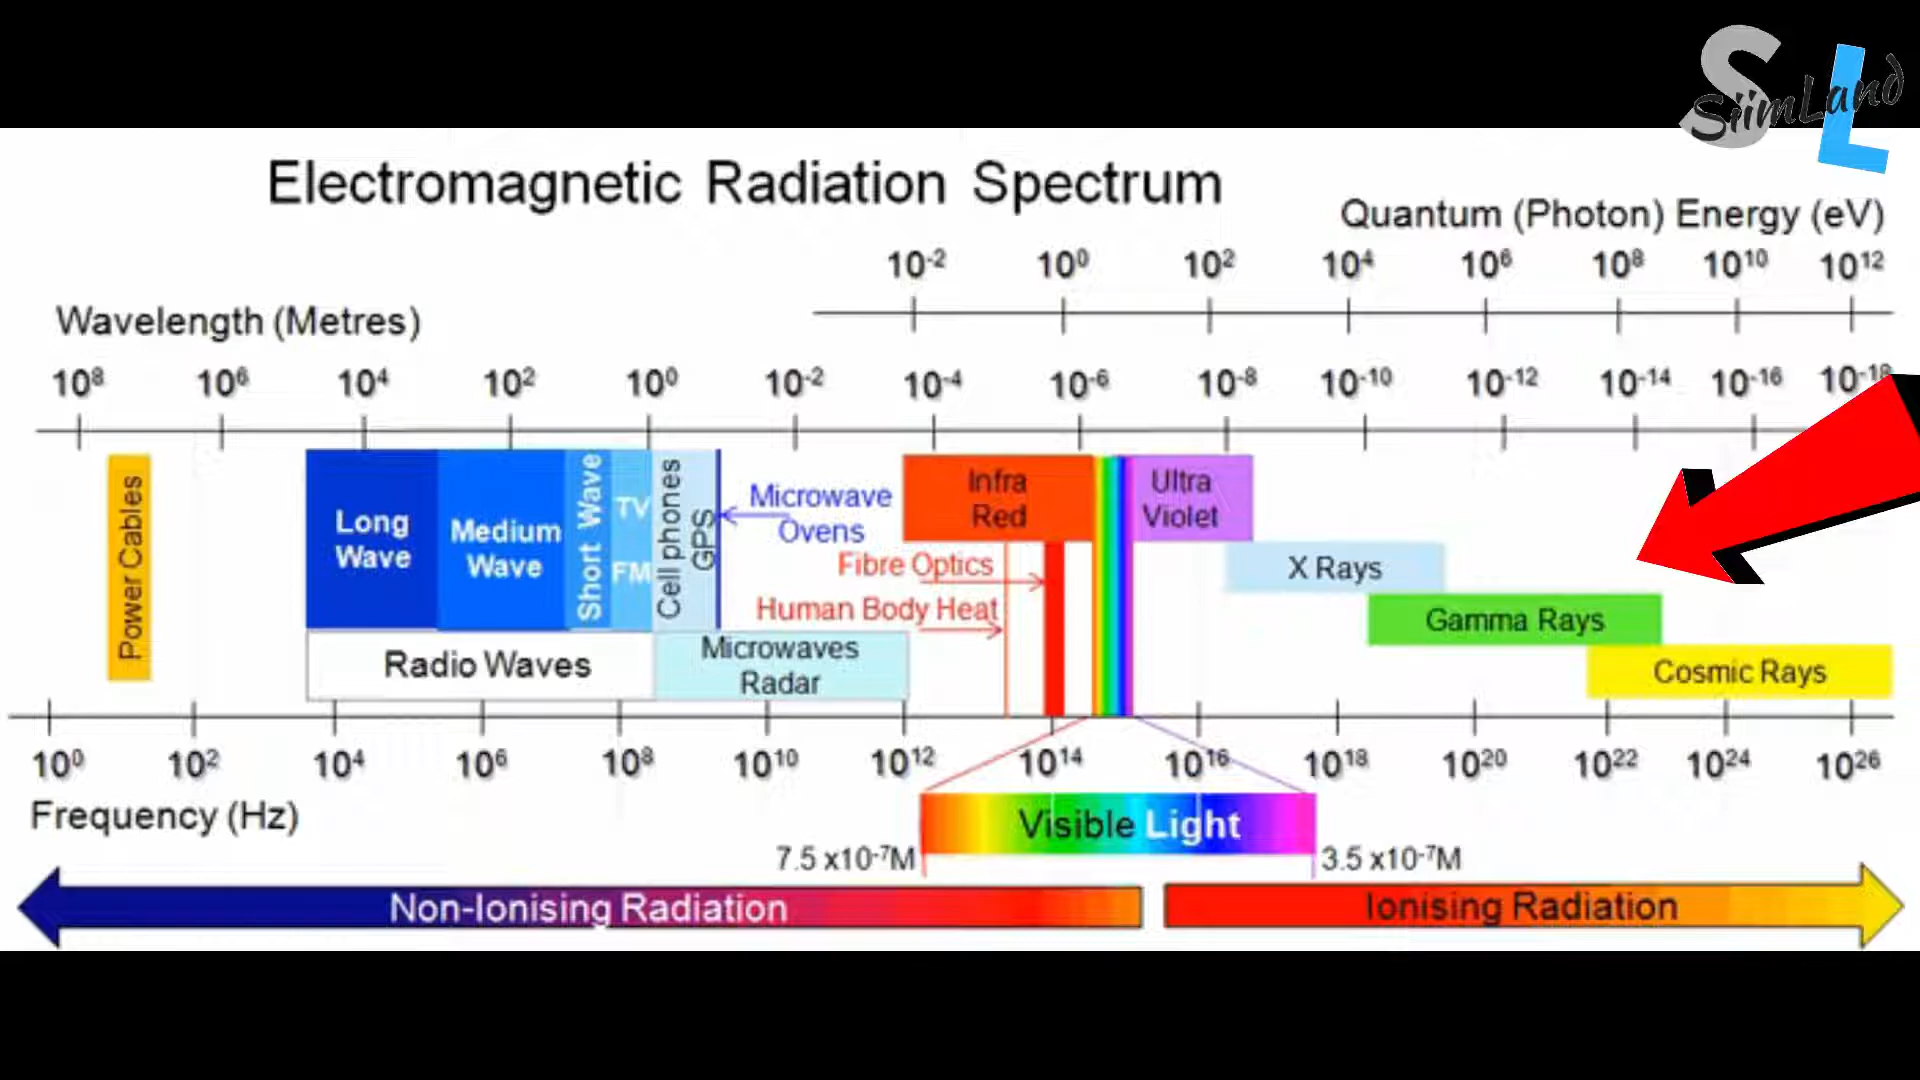 S L
SiimLand
Electromagnetic Radiation Spectrum
Quantum (Photon) Energy (eV)
10-2 100 102 104 106 108 1010 1012
Wavelength (Metres)
108 106 104 102 100 10-2 10-4 10-6 10-8 10-10 10-12 10-14 10-16 10-18
Power Cables
Long
Wave
Medium
Wave
Short Wave
TV
FM
Cell phones
GPS
Microwave
Ovens
Fibre Optics
Human Body Heat
Infra
Red
Ultra
Violet
X Rays
Gamma Rays
Cosmic Rays
Radio Waves
Microwaves
Radar
100 102 104 106 108 1010 1012 1014 1016 1018 1020 1022 1024 1026
Frequency (Hz)
Visible Light
7.5 x10-7M
3.5 x10-7M
Non-Ionising Radiation
Ionising Radiation